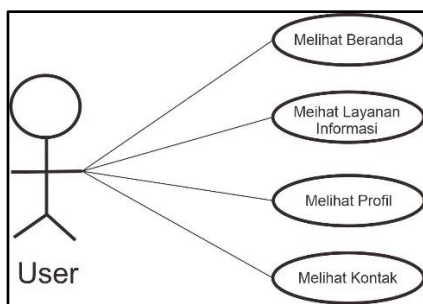 Melihat Beranda
Meihat Layanan
Informasi
Melihat Profil
Melihat Kontak
User